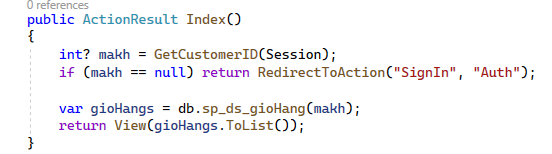 0 references
public ActionResult Index()
{
    int? makh = GetCustomerID(Session);
    if (makh == null) return RedirectToAction("SignIn", "Auth");

    var gioHangs = db.sp_ds_gioHang(makh);
    return View(gioHangs.ToList());
}